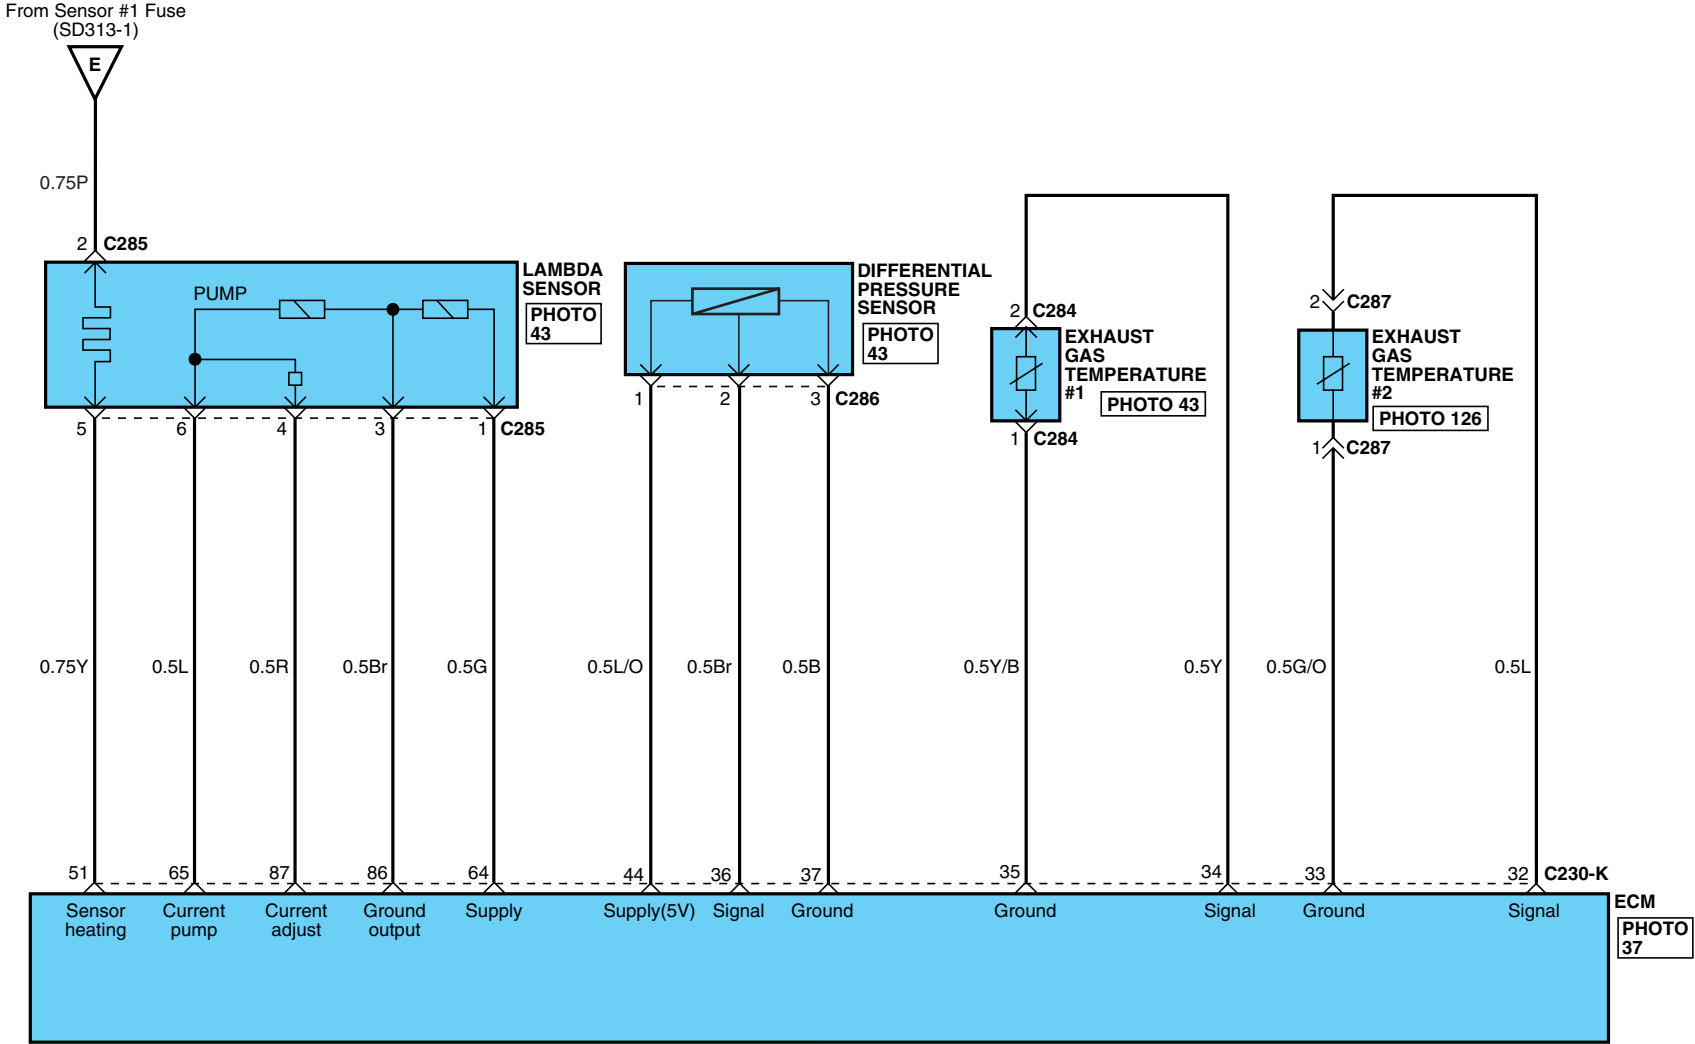 From Sensor #1 Fuse
(SD313-1)
E
0.75P
2 C285
LAMBDA
SENSOR
PHOTO
43
PUMP
5 6 4 3 1 C285
DIFFERENTIAL
PRESSURE
SENSOR
PHOTO
43
1 2 3 C286
2 C284
EXHAUST
GAS
TEMPERATURE
#1
PHOTO 43
1 C284
2 C287
EXHAUST
GAS
TEMPERATURE
#2
PHOTO 126
1 C287
0.75Y 0.5L 0.5R 0.5Br 0.5G 0.5L/O 0.5Br 0.5B 0.5Y/B 0.5Y 0.5G/O 0.5L
51 65 87 86 64 44 36 37 35 34 33 32 C230-K
Sensor
heating
Current
pump
Current
adjust
Ground
output
Supply
Supply(5V)
Signal
Ground
Ground
Signal
Ground
Signal
ECM
PHOTO
37